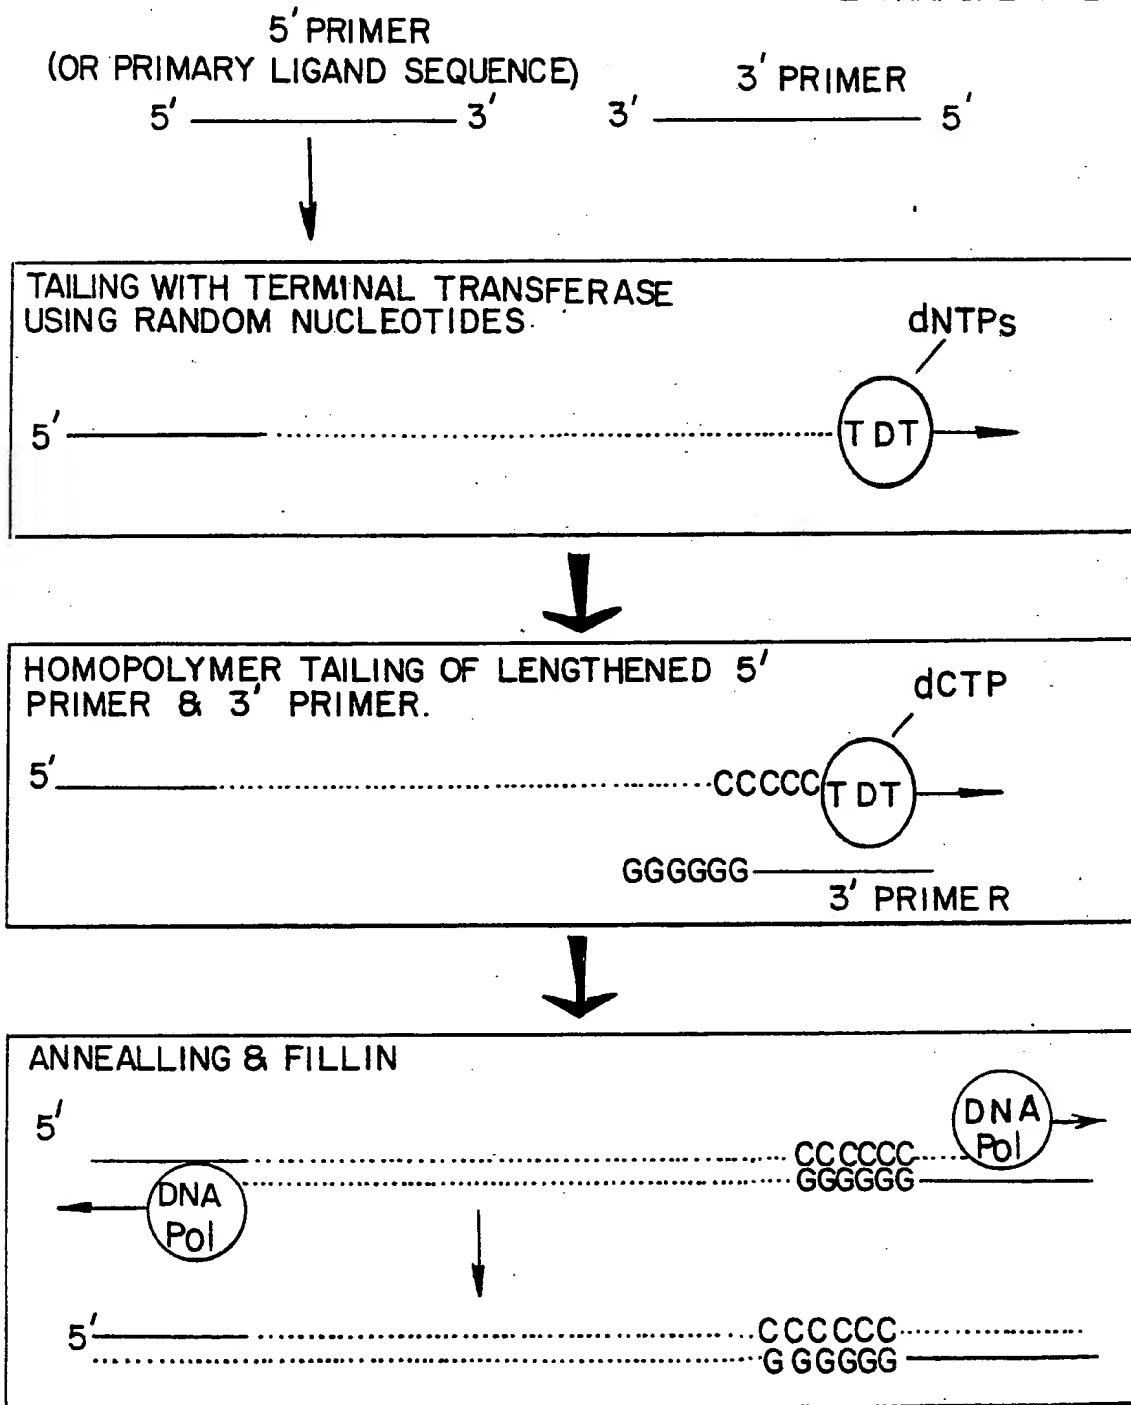 5' PRIMER
(OR PRIMARY LIGAND SEQUENCE)
3' PRIMER
5' 3' 3' 5'
TAILING WITH TERMINAL TRANSFERASE
USING RANDOM NUCLEOTIDES
dNTPs
5' TDT
HOMOPOLYMER TAILING OF LENGTHENED 5'
PRIMER & 3' PRIMER.
dCTP
5' CCCCC TDT
GGGGGG
3' PRIMER
ANNEALLING & FILLIN
5'
DNA
Pol
CCCCCC
GGGGGG
DNA
Pol
5' CCCCCC
GGGGGG